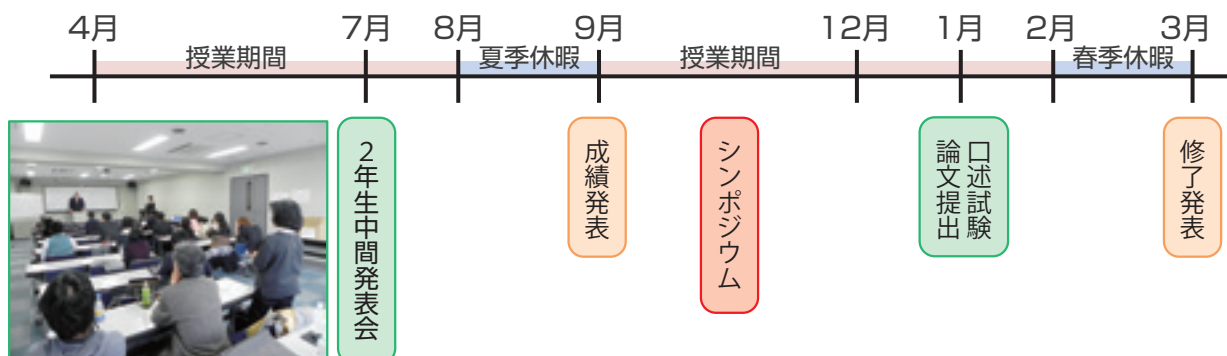 4月
7月
8月
9月
12月
1月
2月
3月
授業期間
夏季休暇
授業期間
春季休暇
2年生中間発表会
成績発表
シンポジウム
口述試験
論文提出
修了発表